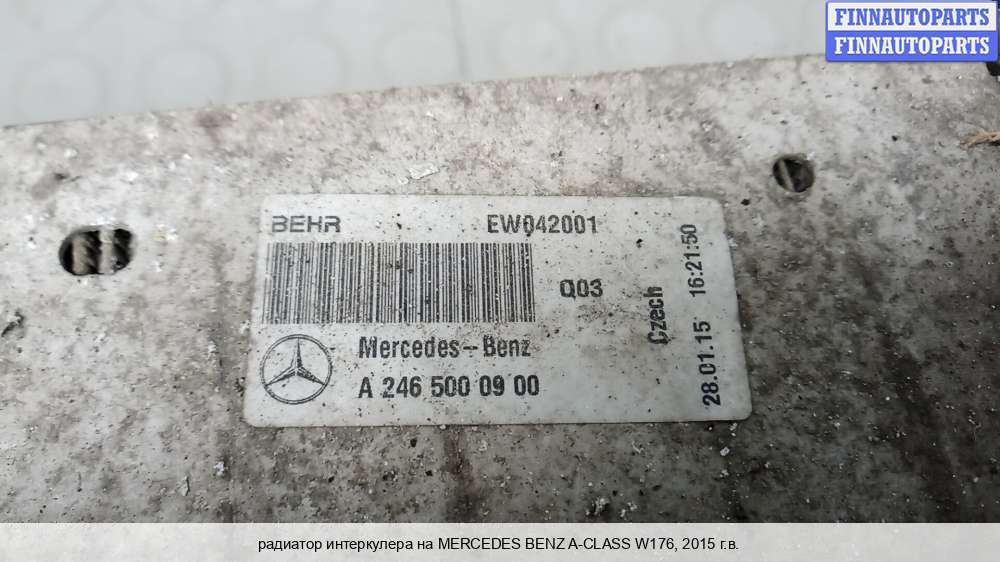 FINNAUTOPARTS
FINNAUTOPARTS
BEHR EW042001
Q03
Czech
28.01.15 16:21:50
Mercedes-Benz
A 246 500 09 00
радиатор интеркулера на MERCEDES BENZ A-CLASS W176, 2015 г.в.